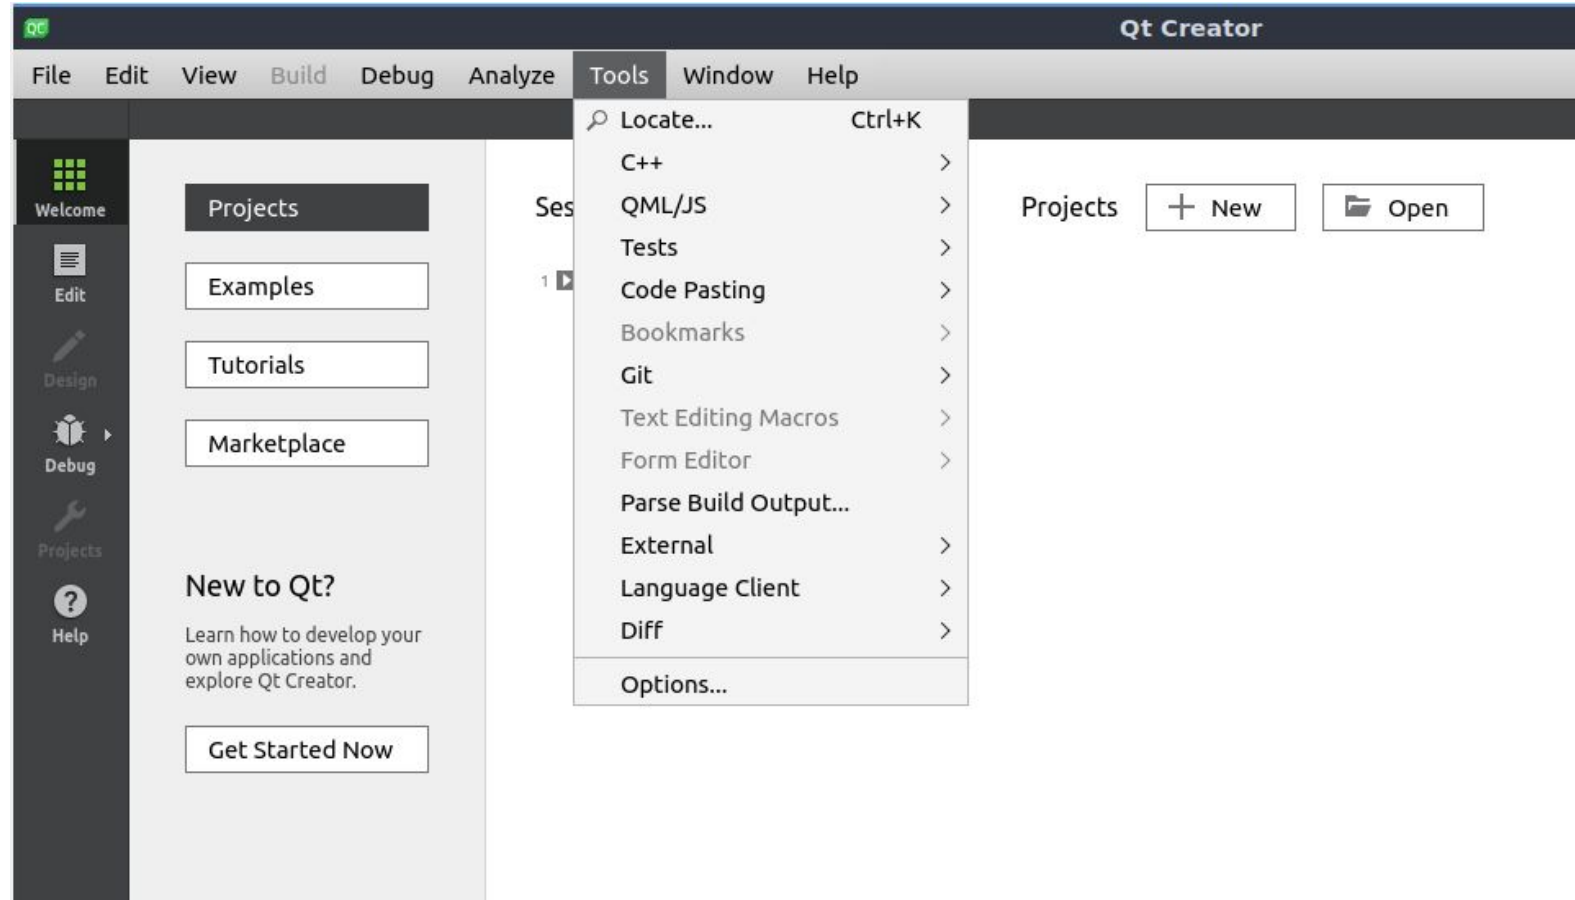 QC
Qt Creator
File Edit View Build Debug Analyze Tools Window Help
Locate... Ctrl+K
C++
QML/JS
Tests
Code Pasting
Bookmarks
Git
Text Editing Macros
Form Editor
Parse Build Output...
External
Language Client
Diff
Options...
Welcome
Edit
Design
Debug
Projects
Help
Projects
Examples
Tutorials
Marketplace
New to Qt?
Learn how to develop your
own applications and
explore Qt Creator.
Get Started Now
Ses
1
Projects New Open